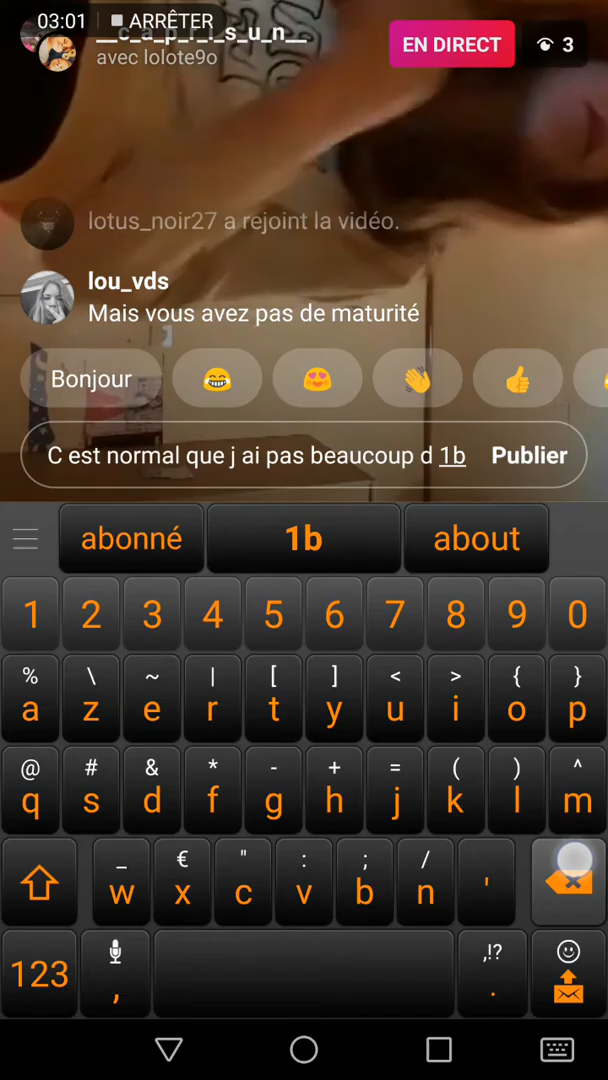 03:01 ARRÊTER
__c_a_p_r_i_s_u_n__
avec lolote9o
EN DIRECT
3
lotus_noir27 a rejoint la vidéo.
lou_vds
Mais vous avez pas de maturité
Bonjour
C est normal que j ai pas beaucoup d 1b
Publier
abonné 1b about
1 2 3 4 5 6 7 8 9 0
% \ ~ | [ ] < > { }
a z e r t y u i o p
@ # & * - + = ( ) ^
q s d f g h j k l m
_ € " : ; /
w x c v b n '
,!?
123 , .